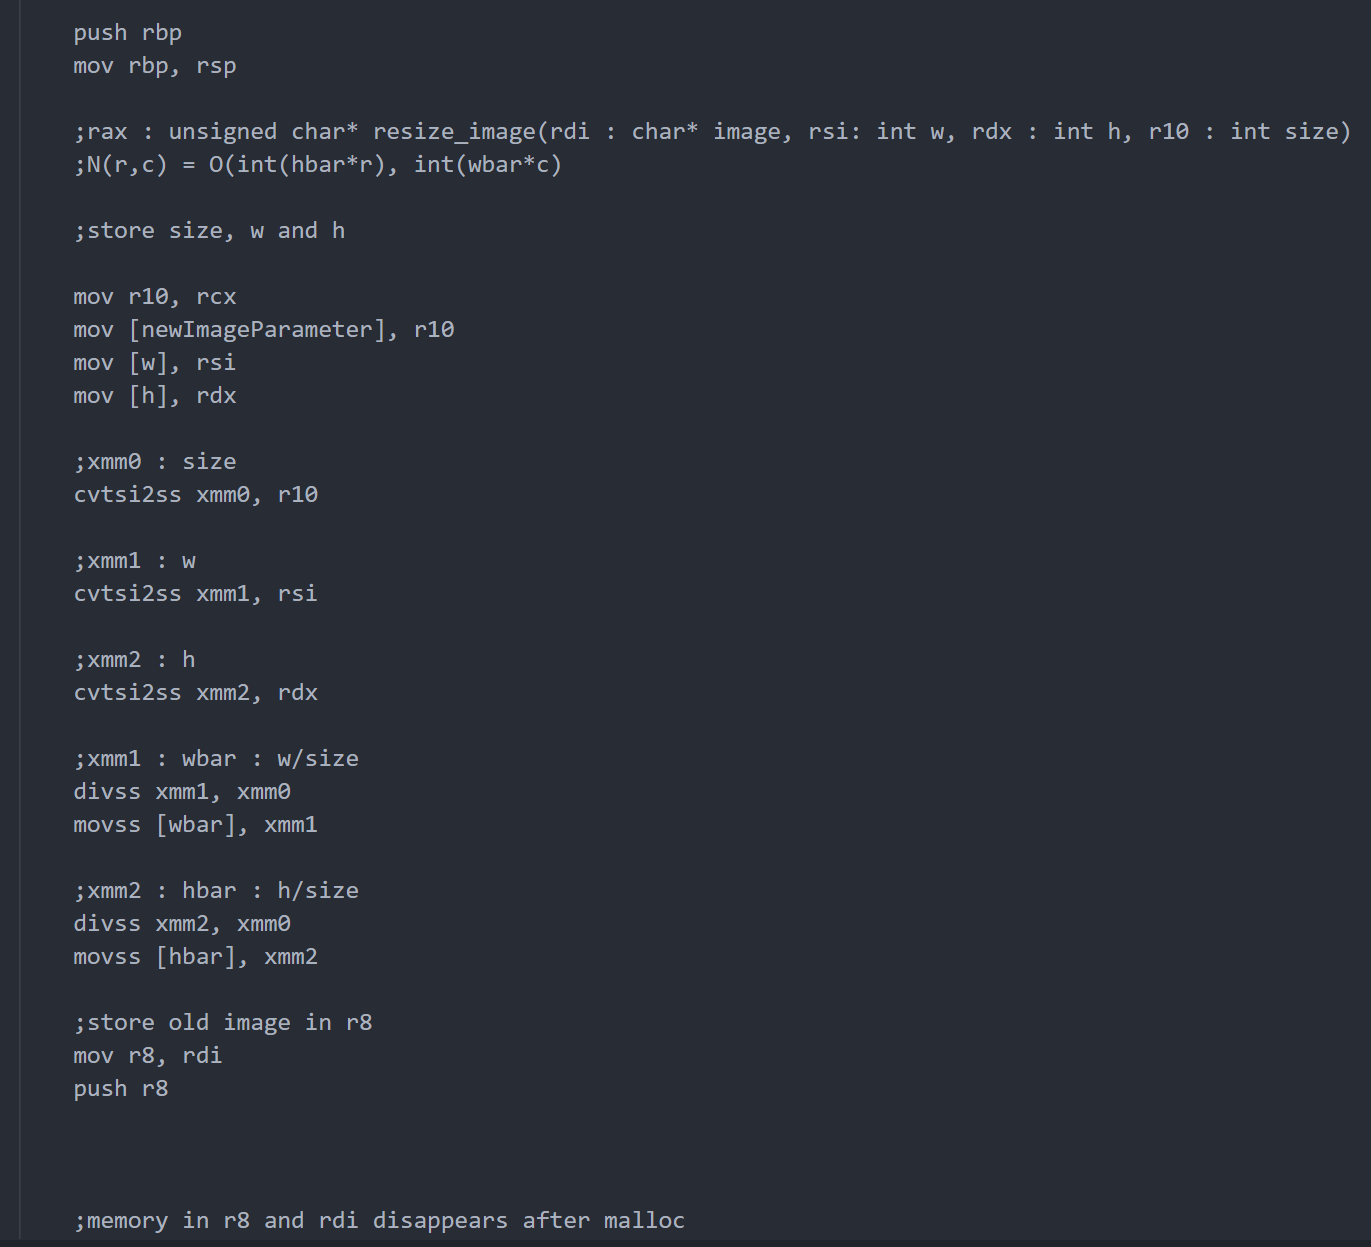 push rbp
mov rbp, rsp
;rax : unsigned char* resize_image(rdi : char* image, rsi: int w, rdx : int h, r10 : int size)
;N(r,c) = O(int(hbar*r), int(wbar*c)
;store size, w and h
mov r10, rcx
mov [newImageParameter], r10
mov [w], rsi
mov [h], rdx
;xmm0 : size
cvtsi2ss xmm0, r10
;xmm1 : w
cvtsi2ss xmm1, rsi
;xmm2 : h
cvtsi2ss xmm2, rdx
;xmm1 : wbar : w/size
divss xmm1, xmm0
movss [wbar], xmm1
;xmm2 : hbar : h/size
divss xmm2, xmm0
movss [hbar], xmm2
;store old image in r8
mov r8, rdi
push r8
;memory in r8 and rdi disappears after malloc